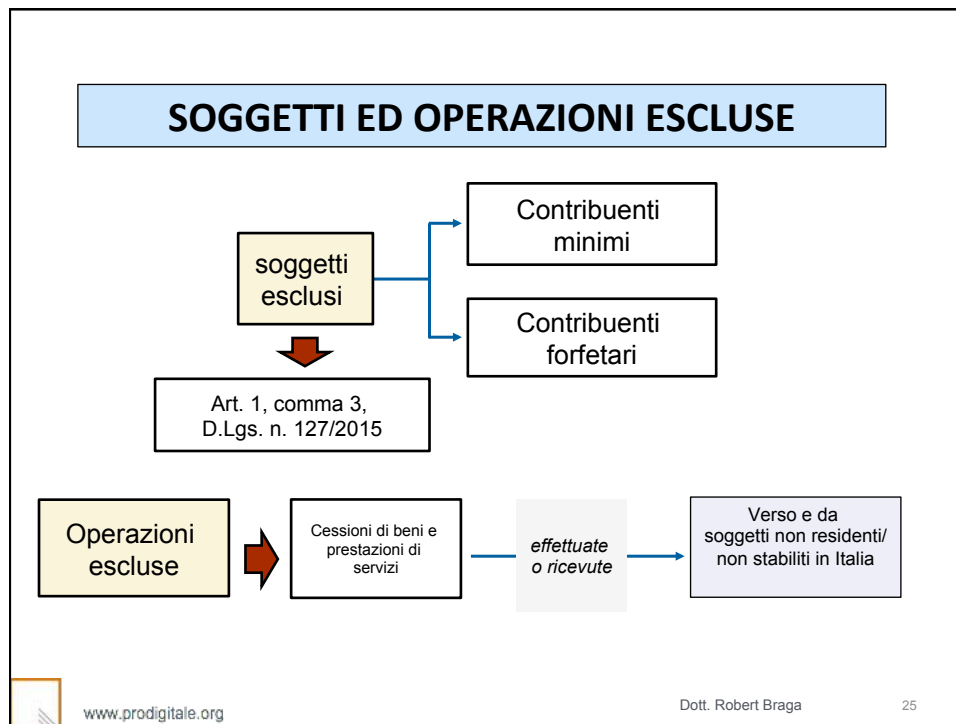 SOGGETTI ED OPERAZIONI ESCLUSE
soggetti
esclusi
Contribuenti
minimi
Contribuenti
forfetari
Art. 1, comma 3,
D.Lgs. n. 127/2015
Operazioni
escluse
Cessioni di beni e
prestazioni di
servizi
effettuate
o ricevute
Verso e da
soggetti non residenti/
non stabiliti in Italia
www.prodigitale.org
Dott. Robert Braga
25